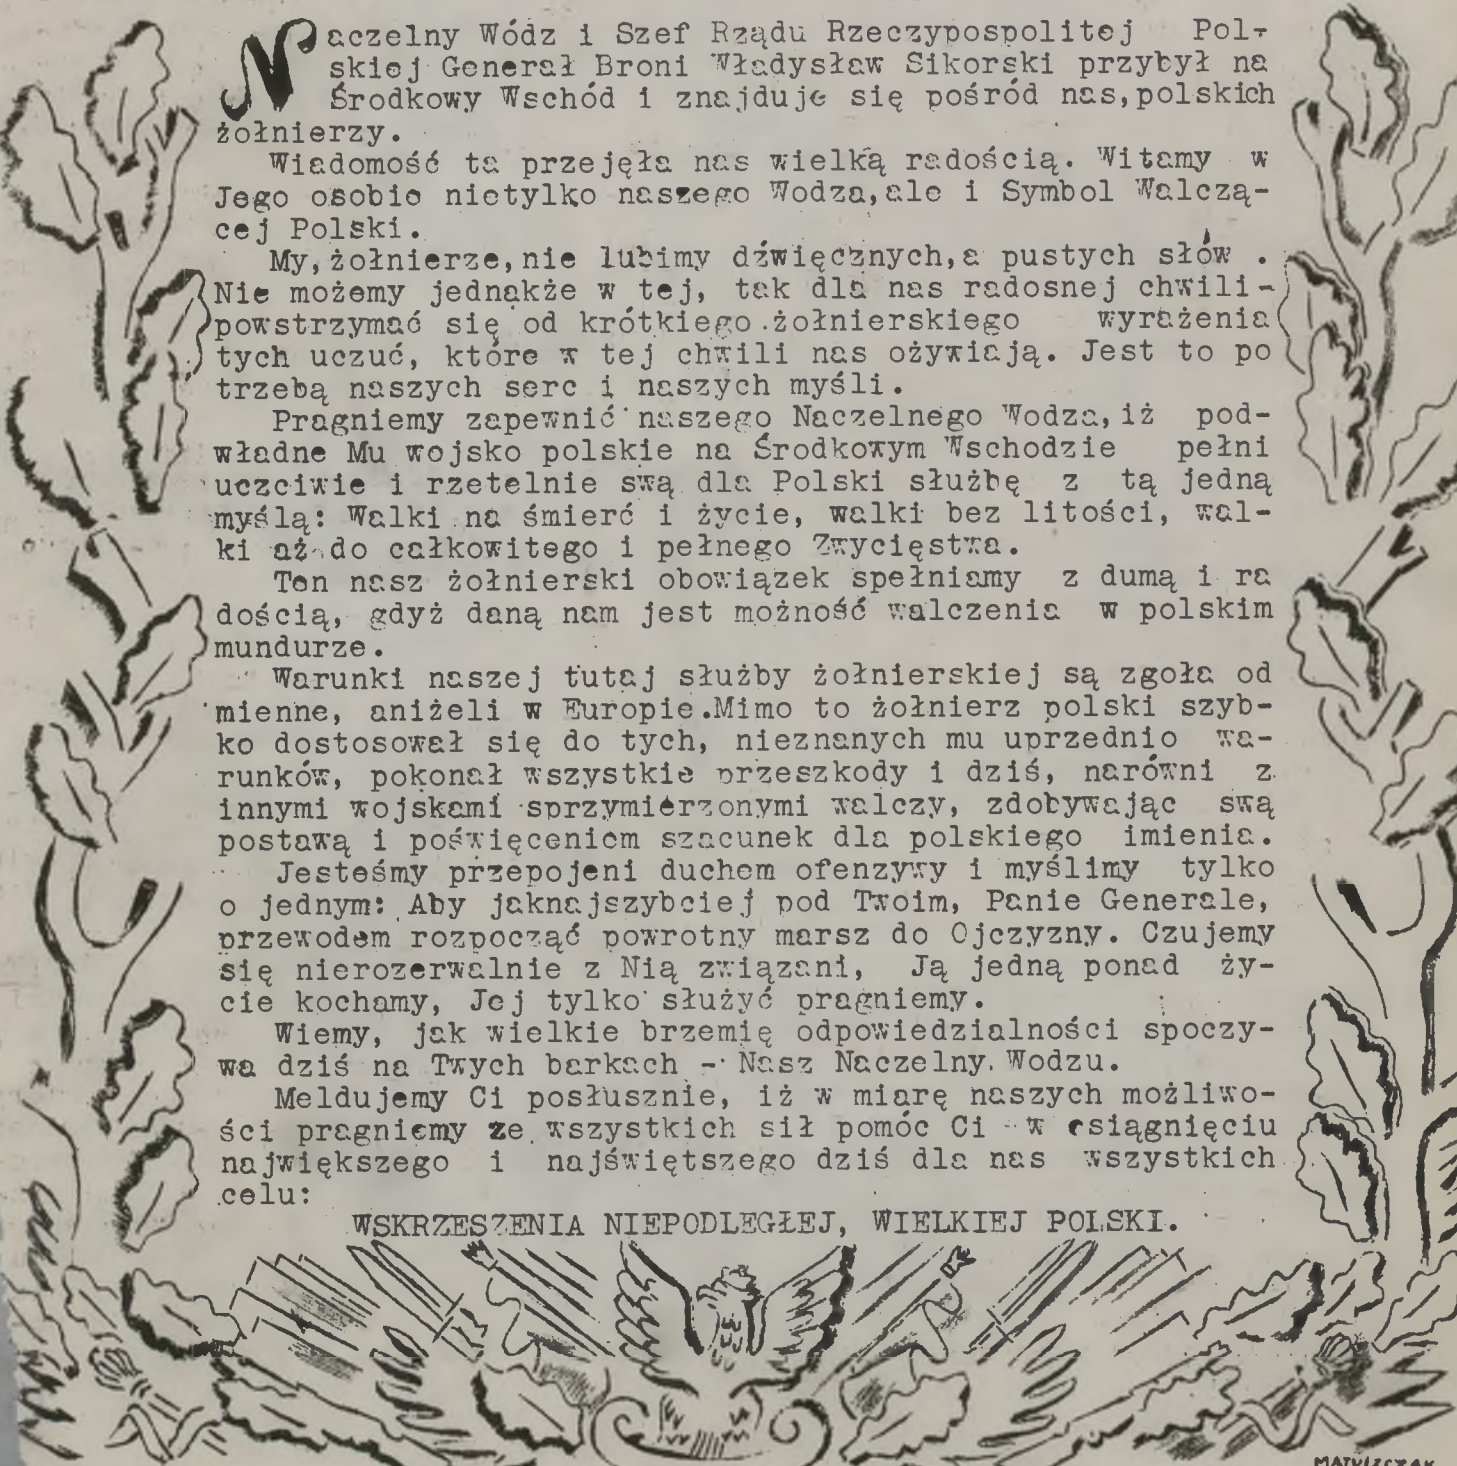 Naczelny Wódz i Szef Rządu Rzeczypospolitej Pol-
skiej Generał Broni Władysław Sikorski przybył na
Środkowy Wschód i znajduje się pośród nas,polskich
żołnierzy.
Wiadomość ta przejęła nas wielką radością. Witamy w
Jego osobie nietylko naszego Wodza,ale i Symbol Walczą-
cej Polski.
My,żołnierze,nie lubimy dźwięcznych,a pustych słów .
Nie możemy jednakże w tej, tak dla nas radosnej chwili-
powstrzymać się od krótkiego żołnierskiego wyrażenia
tych uczuć, które w tej chwili nas ożywiają. Jest to po
trzebą naszych serc i naszych myśli.
Pragniemy zapewnić naszego Naczelnego Wodza,iż pod-
władne Mu wojsko polskie na Środkowym Wschodzie pełni
uczciwie i rzetelnie swą dla Polski służbę z tą jedną
myślą: Walki na śmierć i życie, walki bez litości, wal-
ki aż do całkowitego i pełnego Zwycięstwa.
Ten nasz żołnierski obowiązek spełniamy z dumą i ra
dością, gdyż daną nam jest możność walczenia w polskim
mundurze.
Warunki naszej tutaj służby żołnierskiej są zgoła od
mienne, aniżeli w Europie.Mimo to żołnierz polski szyb-
ko dostosował się do tych, nieznanych mu uprzednio wa-
runków, pokonał wszystkie przeszkody i dziś, narówni z
innymi wojskami sprzymierzonymi walczy, zdobywając swą
postawą i poświęceniem szacunek dla polskiego imienia.
Jesteśmy przepojeni duchem ofenzywy i myślimy tylko
o jednym: Aby jaknajszybciej pod Twoim, Panie Generale,
przewodem rozpocząć powrotny marsz do Ojczyzny. Czujemy
się nierozerwalnie z Nią związani, Ją jedną ponad ży-
cie kochamy, Jej tylko służyć pragniemy.
Wiemy, jak wielkie brzemię odpowiedzialności spoczy-
wa dziś na Twych barkach - Nasz Naczelny Wodzu.
Meldujemy Ci posłusznie, iż w miarę naszych możliwo-
ści pragniemy ze wszystkich sił pomóc Ci w osiągnięciu
największego i najświętszego dziś dla nas wszystkich
celu:
WSKRZESZENIA NIEPODLEGŁEJ, WIELKIEJ POLSKI.
MATUSZCZAK